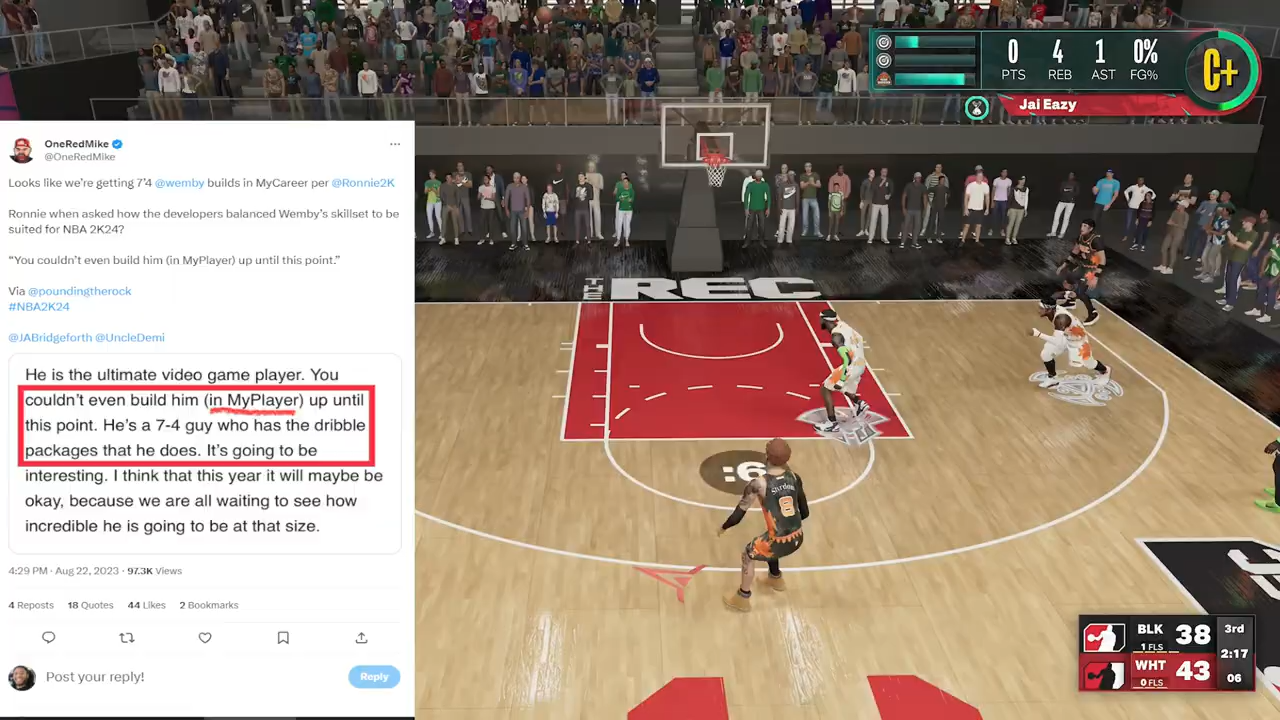 OneRedMike
@OneRedMike
Looks like we're getting 7'4 @wemby builds in MyCareer per @Ronnie2K
Ronnie when asked how the developers balanced Wemby's skillset to be
suited for NBA 2K24?
“You couldn't even build him (in MyPlayer) up until this point.”
Via @poundingtherock
#NBA2K24
@JABridgeforth @UncleDemi
He is the ultimate video game player. You
couldn't even build him (in MyPlayer) up until
this point. He's a 7-4 guy who has the dribble
packages that he does. It's going to be
interesting. I think that this year it will maybe be
okay, because we are all waiting to see how
incredible he is going to be at that size.
4:29 PM · Aug 22, 2023 · 97.3K Views
4 Reposts 18 Quotes 44 Likes 2 Bookmarks
Post your reply!
Reply
0 4 1 0%
PTS REB AST FG%
C+
Jai Eazy
THE REC
8
BLK 38 3rd
1 FLS 2:17
WHT 43 06
0 FLS